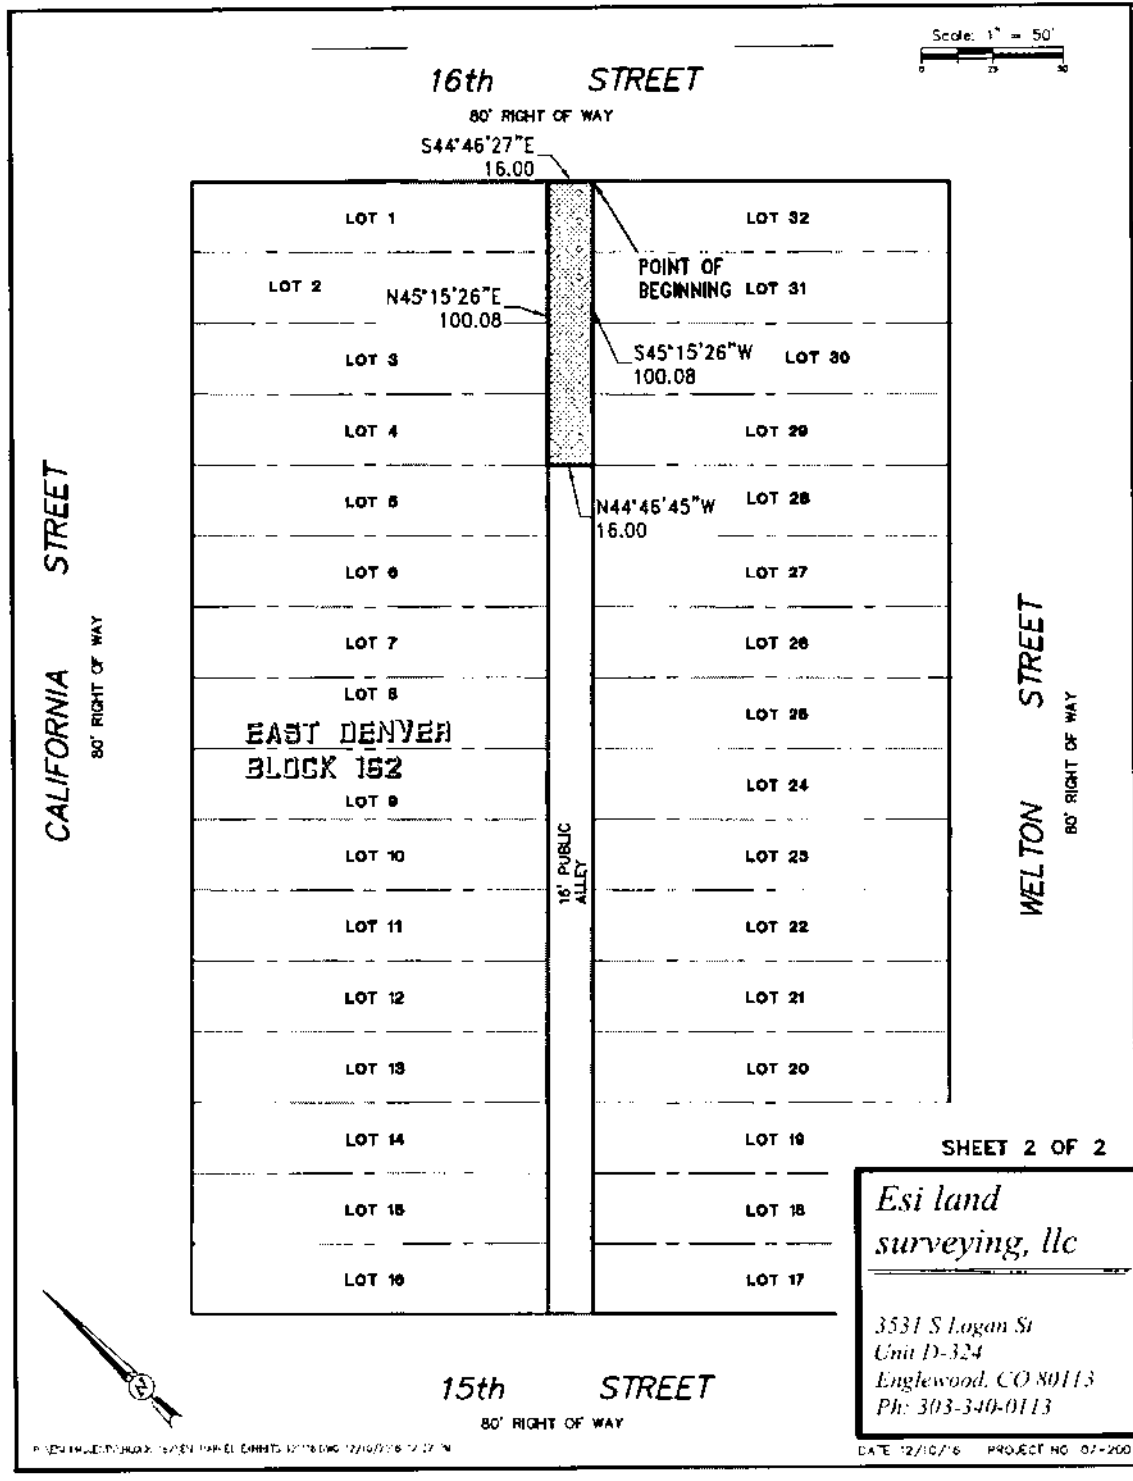 Scale: 1" = 50'
0 25 50
16th STREET
80' RIGHT OF WAY
S44°46'27"E
16.00
LOT 1
LOT 32
POINT OF
BEGINNING
LOT 2
LOT 31
N45°15'26"E
100.08
S45°15'26"W
100.08
LOT 3
LOT 30
LOT 4
LOT 29
N44°46'45"W
16.00
LOT 5
LOT 28
LOT 6
LOT 27
LOT 7
LOT 26
LOT 8
LOT 25
EAST DENVER
BLOCK 162
LOT 9
LOT 24
LOT 10
LOT 23
16' PUBLIC
ALLEY
LOT 11
LOT 22
LOT 12
LOT 21
LOT 13
LOT 20
LOT 14
LOT 19
LOT 15
LOT 18
LOT 16
LOT 17
CALIFORNIA STREET
80' RIGHT OF WAY
WELTON STREET
80' RIGHT OF WAY
SHEET 2 OF 2
Esi land
surveying, llc
3531 S Logan St
Unit D-324
Englewood, CO 80113
Ph: 303-340-0113
N
15th STREET
80' RIGHT OF WAY
DATE 12/10/16 PROJECT NO 07-200